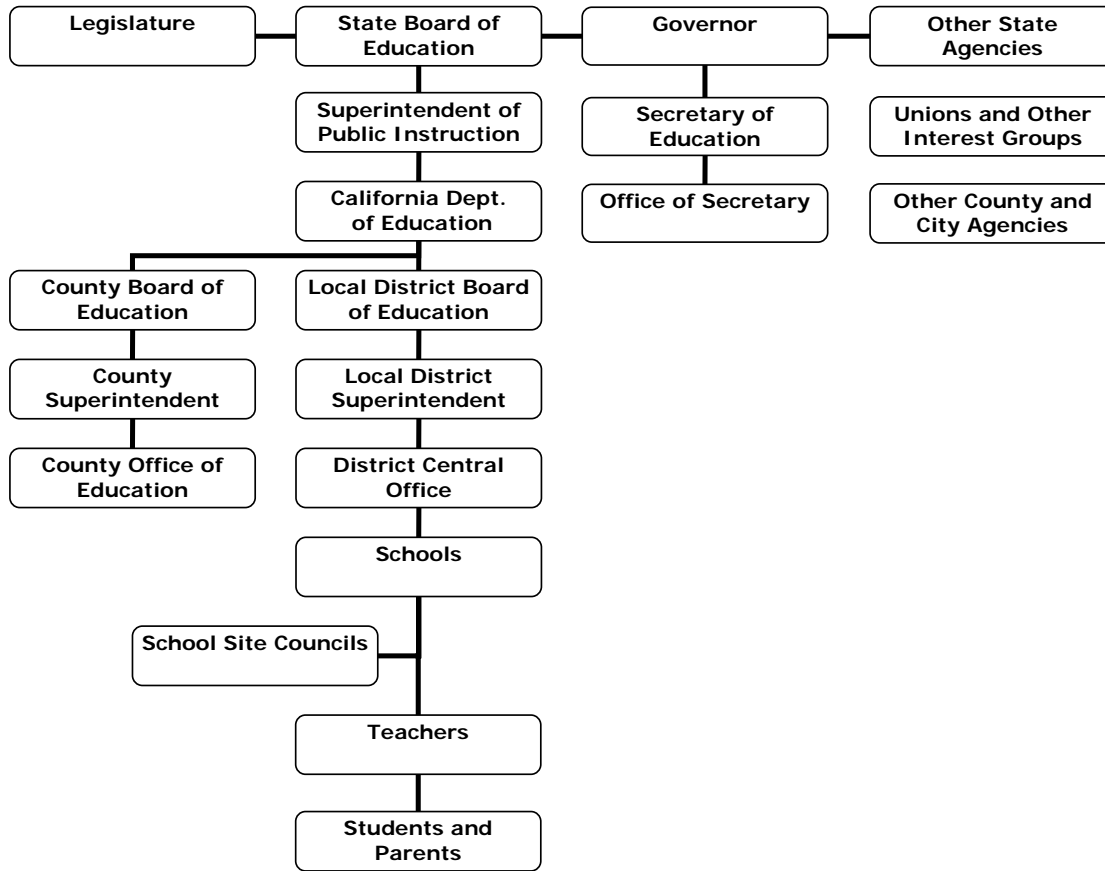 Legislature
State Board of
Education
Governor
Other State
Agencies
Superintendent of
Public Instruction
Secretary of
Education
Unions and Other
Interest Groups
California Dept.
of Education
Office of Secretary
Other County and
City Agencies
County Board of
Education
Local District Board
of Education
County
Superintendent
Local District
Superintendent
County Office of
Education
District Central
Office
Schools
School Site Councils
Teachers
Students and
Parents